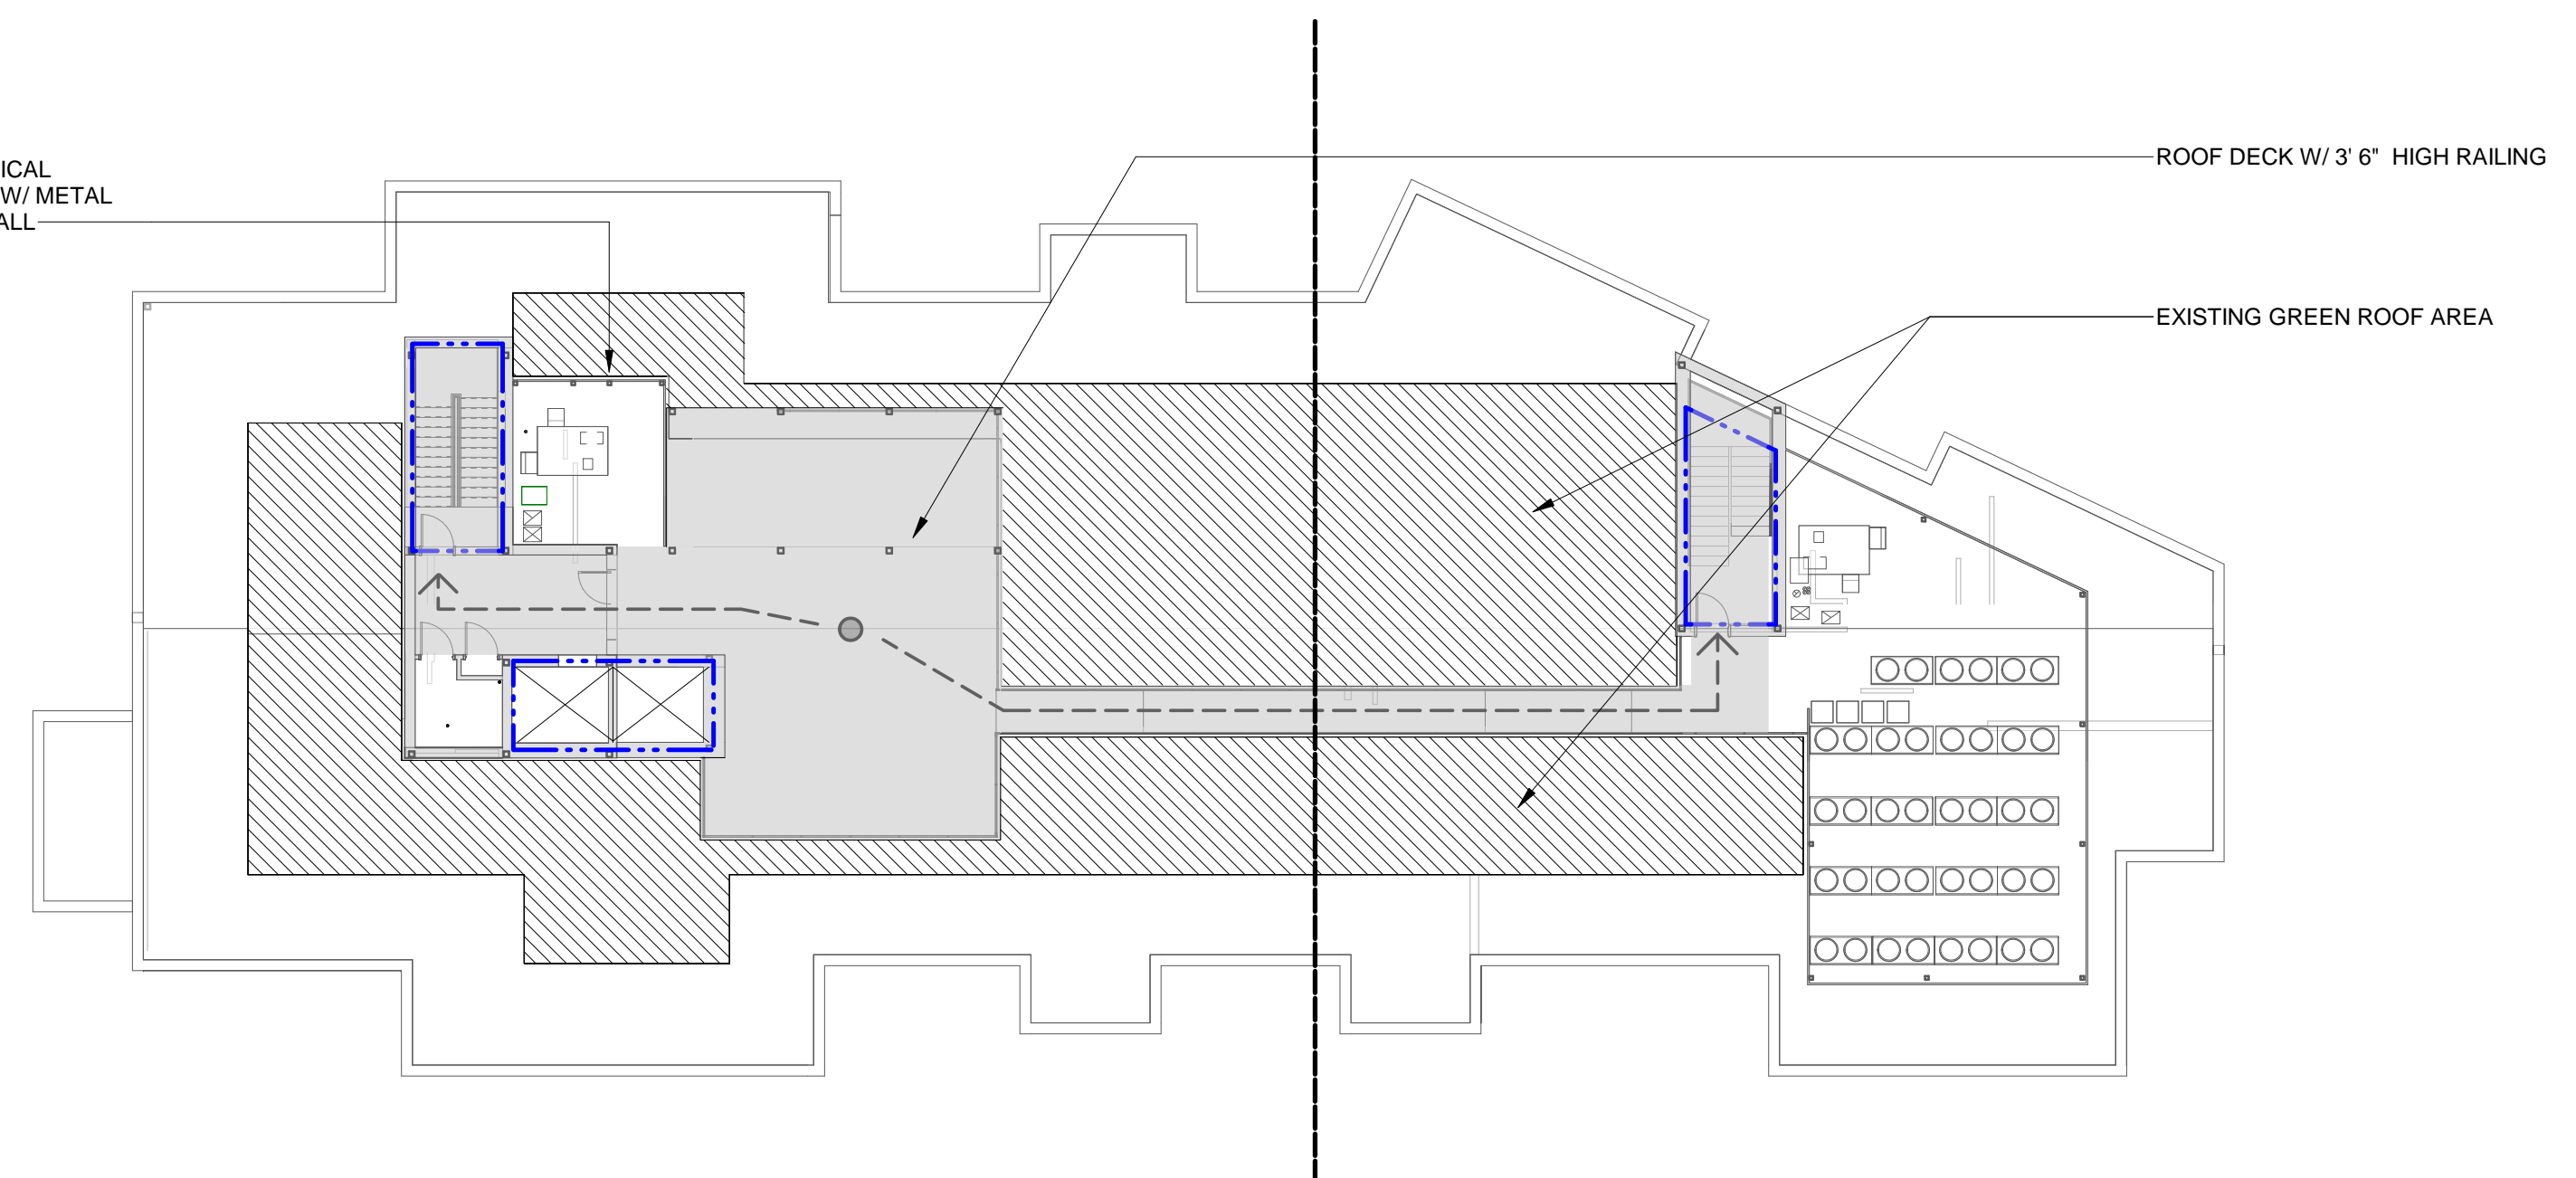 ICAL
W/ METAL
ALL
ROOF DECK W/ 3' 6" HIGH RAILING
EXISTING GREEN ROOF AREA